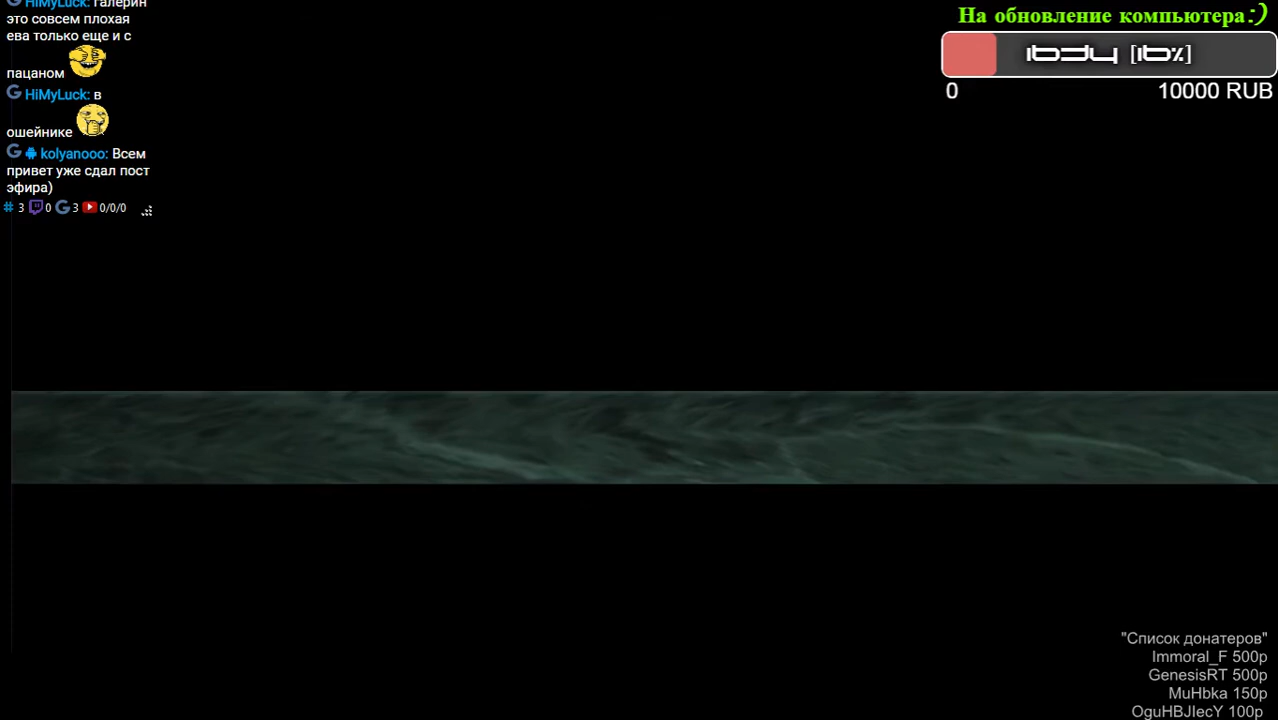 HiMyLuck: галерин
это совсем плохая
ева только еще и с
пацаном
HiMyLuck: в
ошейнике
kolyanooo: Всем
привет уже сдал пост
эфира)
3 0 3 0/0/0
На обновление компьютера:)
1634 [16%]
0 10000 RUB
"Список донатеров"
Immoral_F 500р
GenesisRT 500р
MuHbka 150р
OguHBJIecY 100р